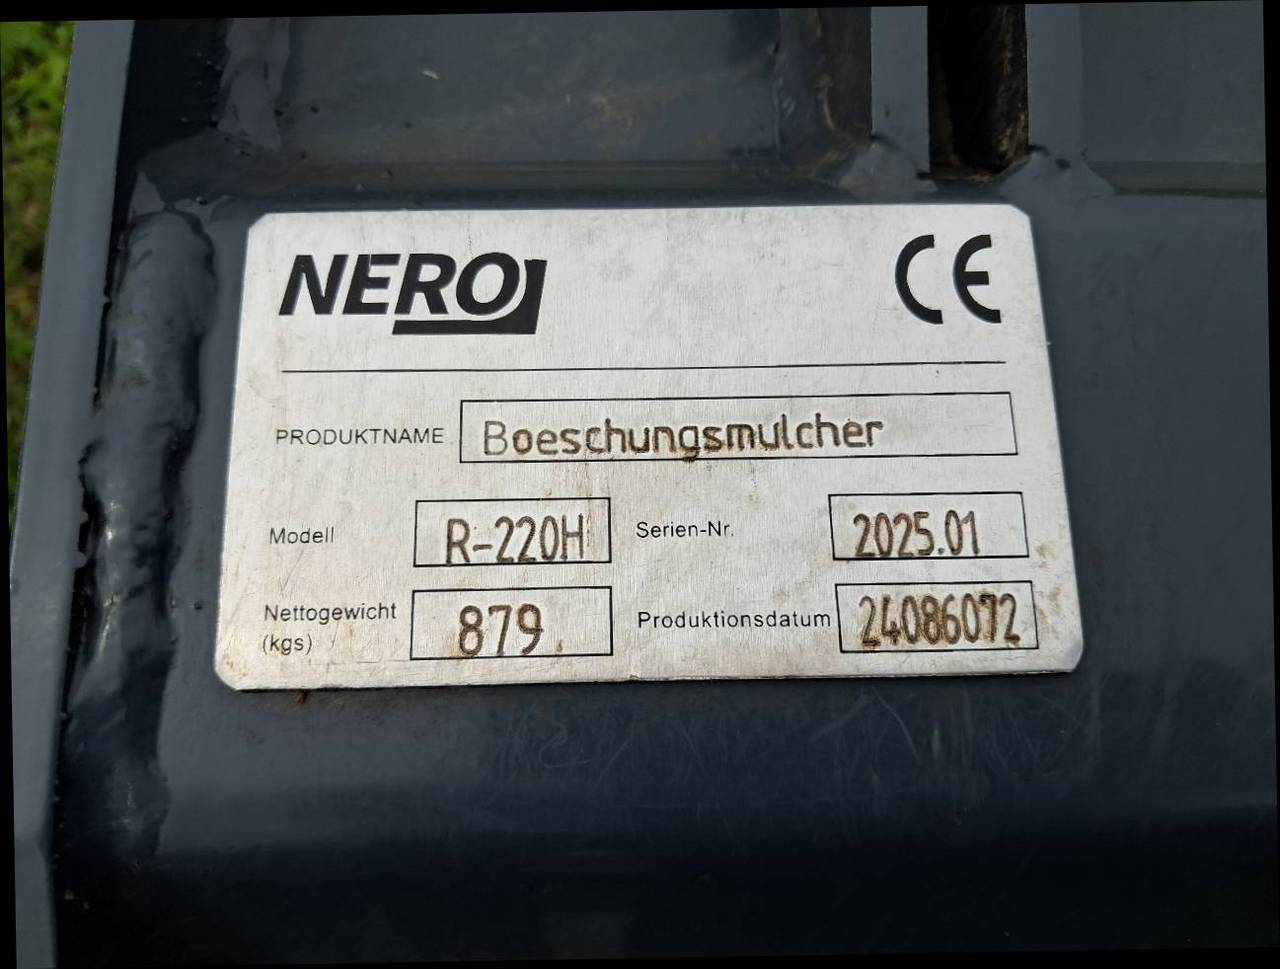 NERO
CE
PRODUKTNAME Boeschungsmulcher
Modell R-220H Serien-Nr. 2025.01
Nettogewicht (kgs) 879 Produktionsdatum 24086072